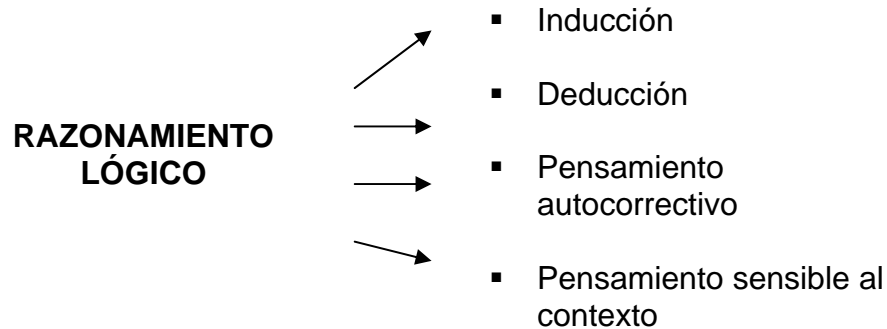 RAZONAMIENTO
LÓGICO
▪ Inducción
▪ Deducción
▪ Pensamiento
autocorrectivo
▪ Pensamiento sensible al
contexto